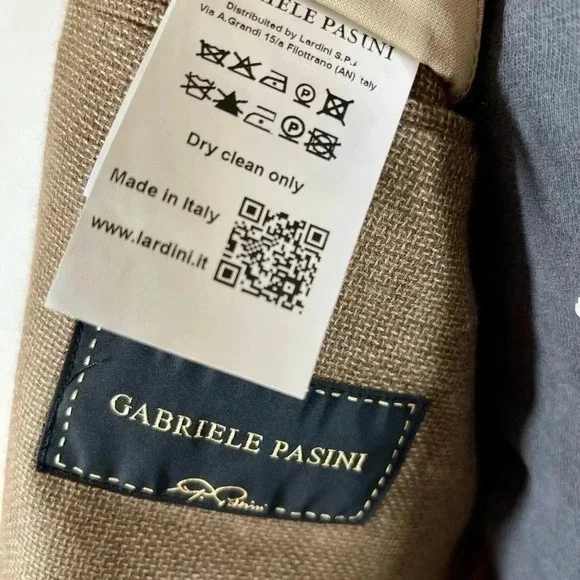 GABRIELE PASINI
Distributed by Lardini S.P.
Via A.Grandi 15/a Filottrano (AN) Italy
P
P
Dry clean only
Made in Italy
www.lardini.it
GABRIELE PASINI